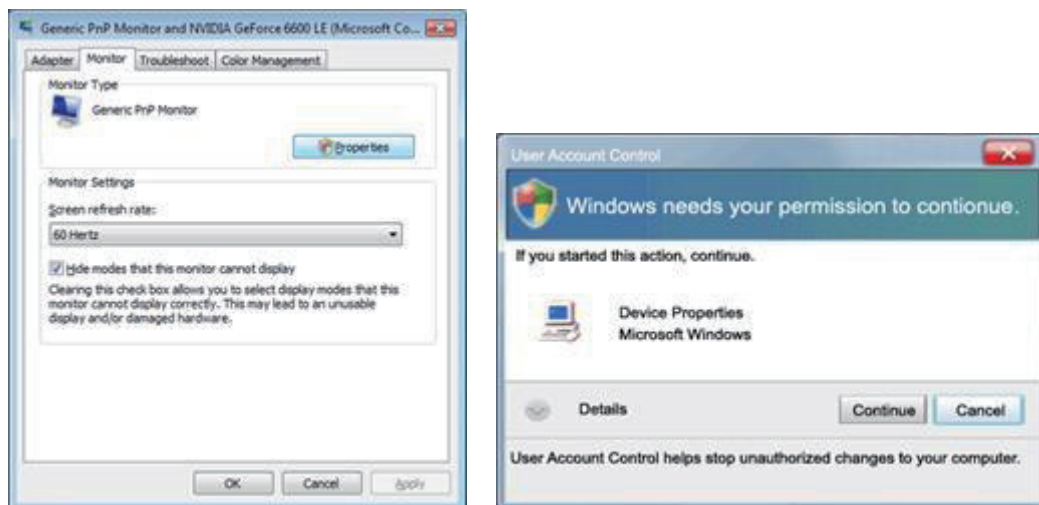 Generic PnP Monitor and NVIDIA GeForce 6600 LE (Microsoft Co...
Adapter Monitor Troubleshoot Color Management
Monitor Type
Generic PnP Monitor
Properties
Monitor Settings
Screen refresh rate:
60 Hertz
Hide modes that this monitor cannot display
Clearing this check box allows you to select display modes that this
monitor cannot display correctly. This may lead to an unusable
display and/or damaged hardware.
OK Cancel Apply
User Account Control
Windows needs your permission to contionue.
If you started this action, continue.
Device Properties
Microsoft Windows
Details Continue Cancel
User Account Control helps stop unauthorized changes to your computer.